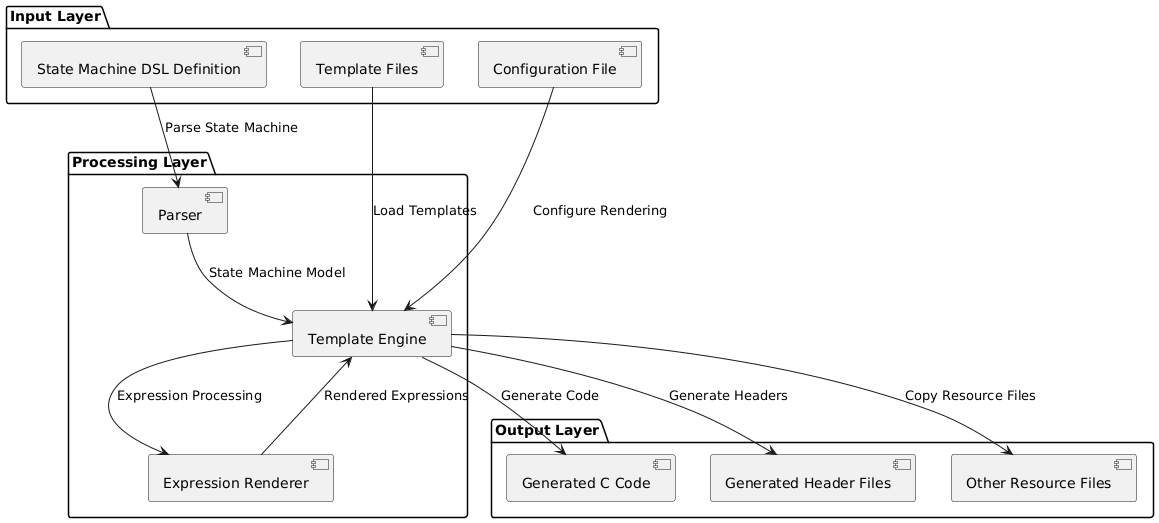 Input Layer
State Machine DSL Definition
Template Files
Configuration File
Parse State Machine
Processing Layer
Parser
Load Templates
Configure Rendering
State Machine Model
Template Engine
Expression Processing
Rendered Expressions
Generate Code
Generate Headers
Copy Resource Files
Output Layer
Expression Renderer
Generated C Code
Generated Header Files
Other Resource Files